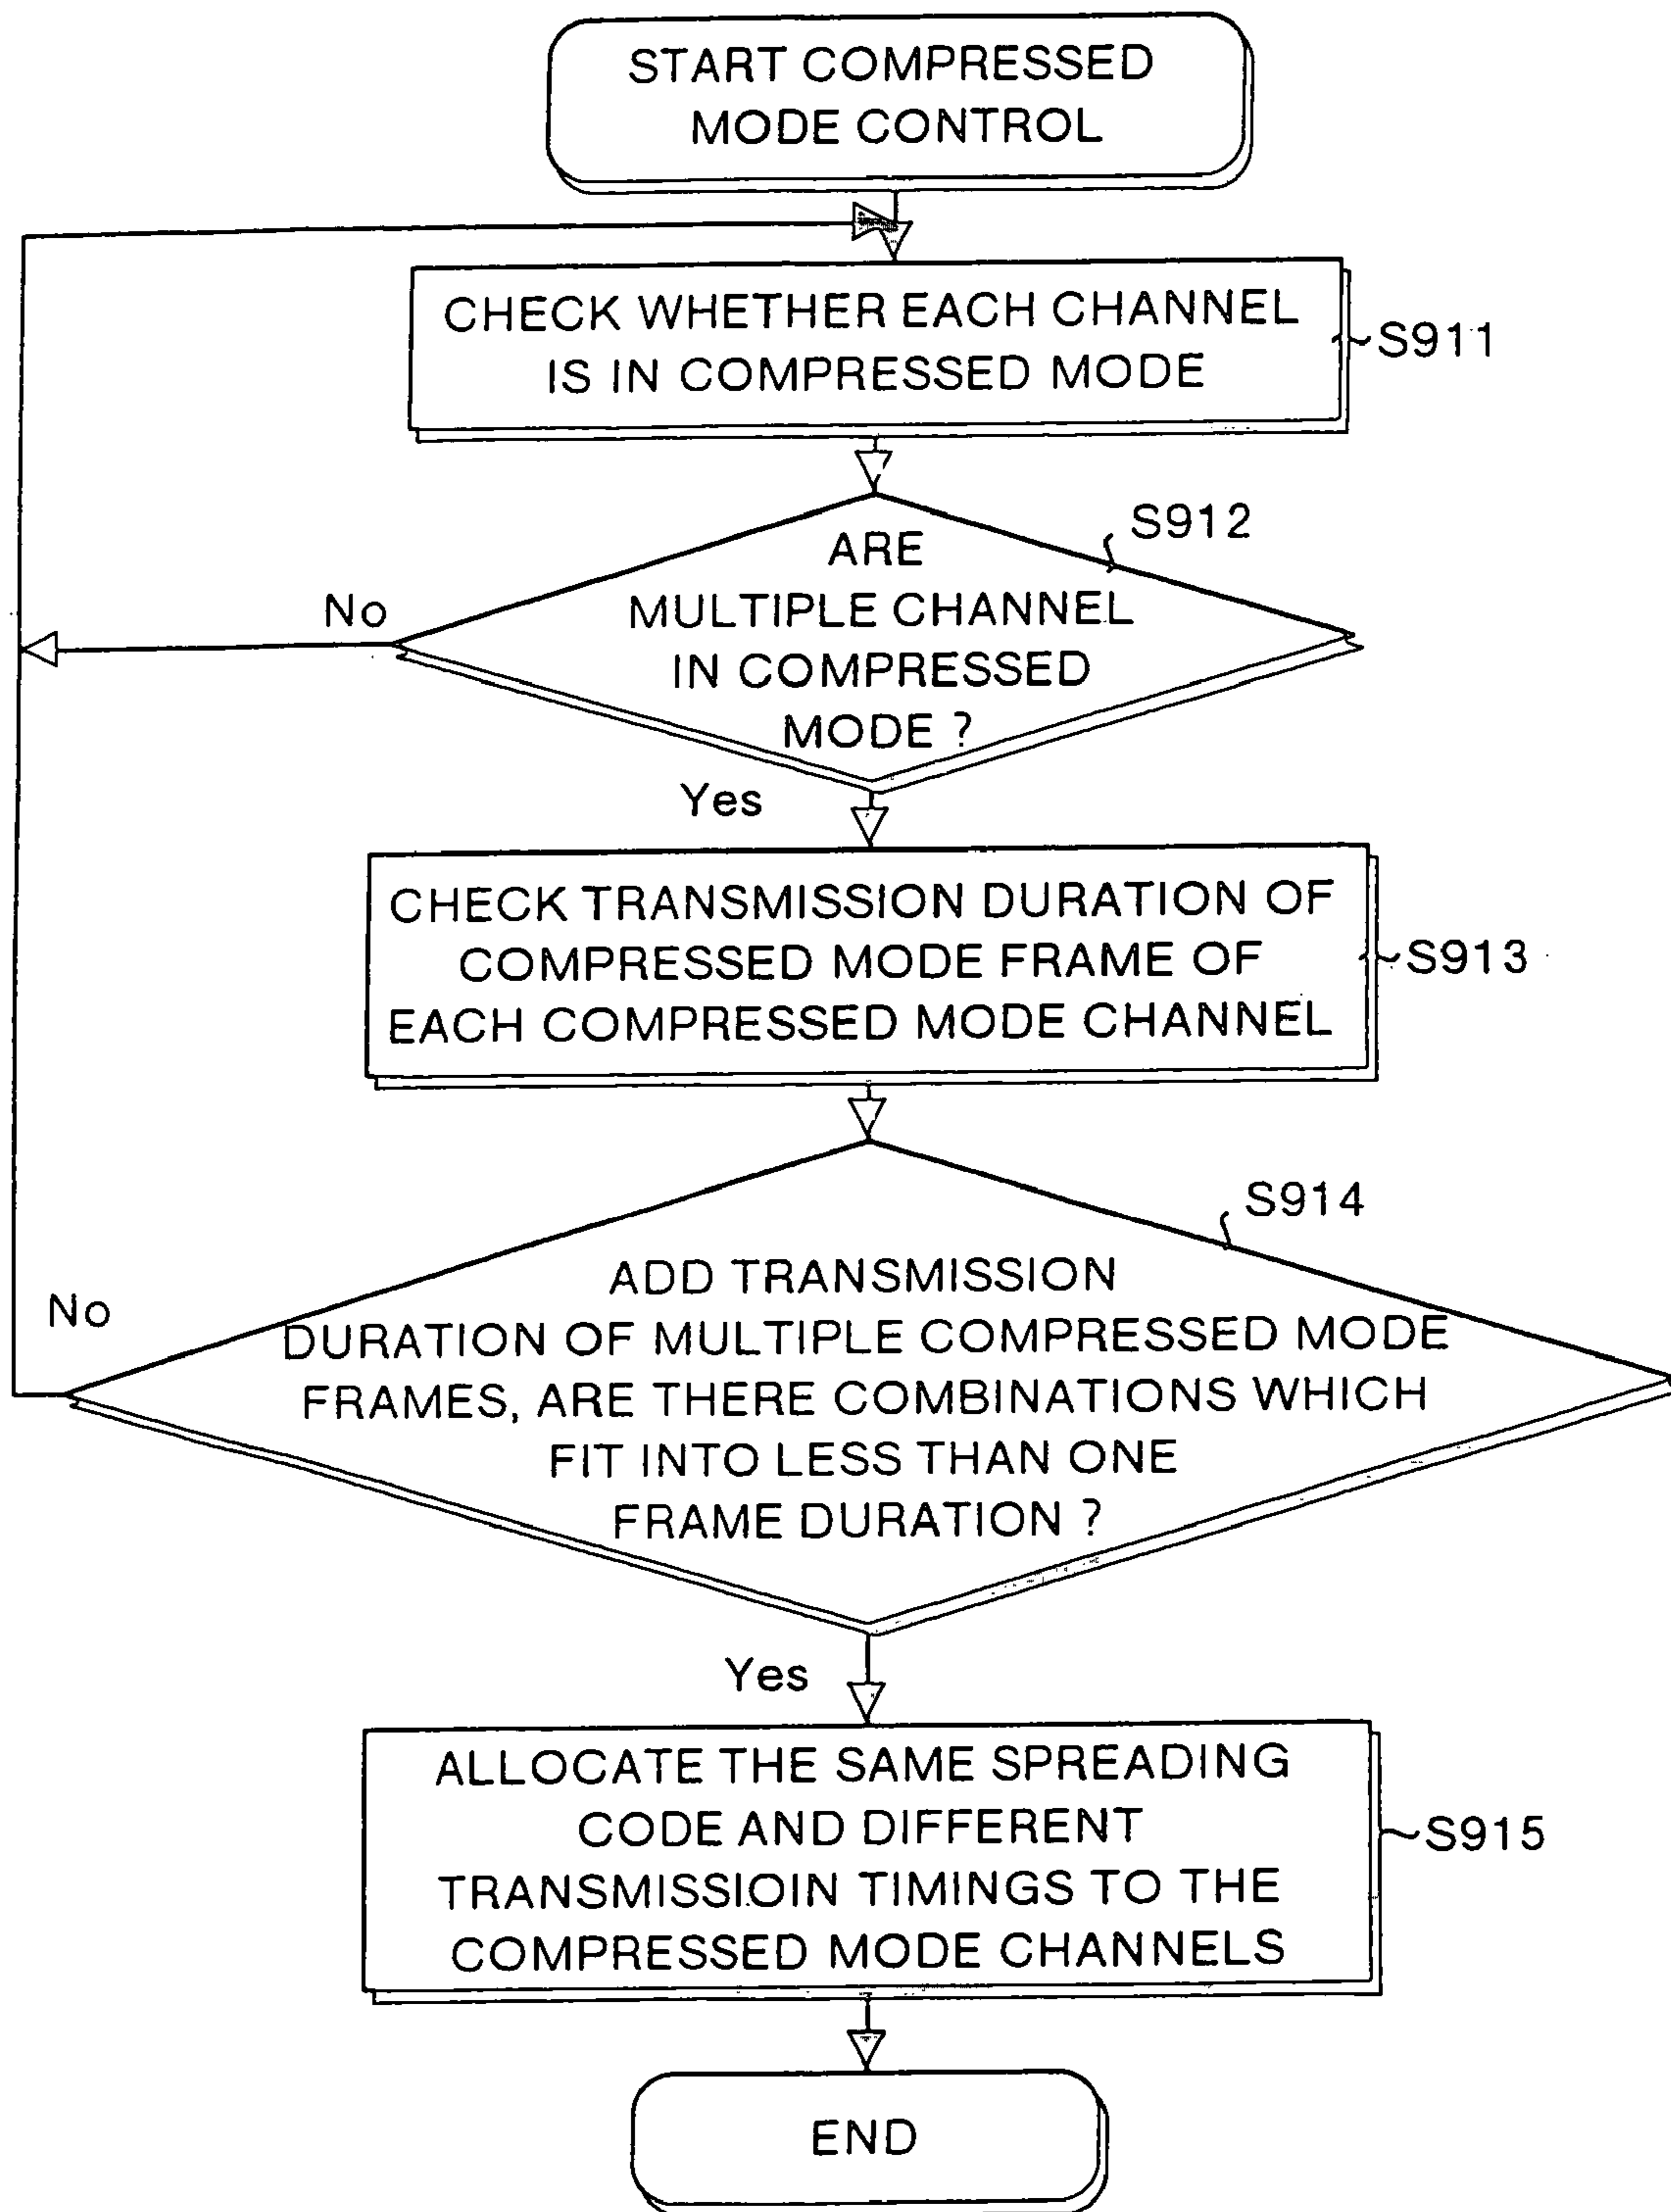 START COMPRESSED
MODE CONTROL
CHECK WHETHER EACH CHANNEL
IS IN COMPRESSED MODE
S911
S912
ARE
MULTIPLE CHANNEL
IN COMPRESSED
MODE ?
No
Yes
CHECK TRANSMISSION DURATION OF
COMPRESSED MODE FRAME OF
EACH COMPRESSED MODE CHANNEL
S913
S914
ADD TRANSMISSION
DURATION OF MULTIPLE COMPRESSED MODE
FRAMES, ARE THERE COMBINATIONS WHICH
FIT INTO LESS THAN ONE
FRAME DURATION ?
No
Yes
ALLOCATE THE SAME SPREADING
CODE AND DIFFERENT
TRANSMISSIOIN TIMINGS TO THE
COMPRESSED MODE CHANNELS
S915
END